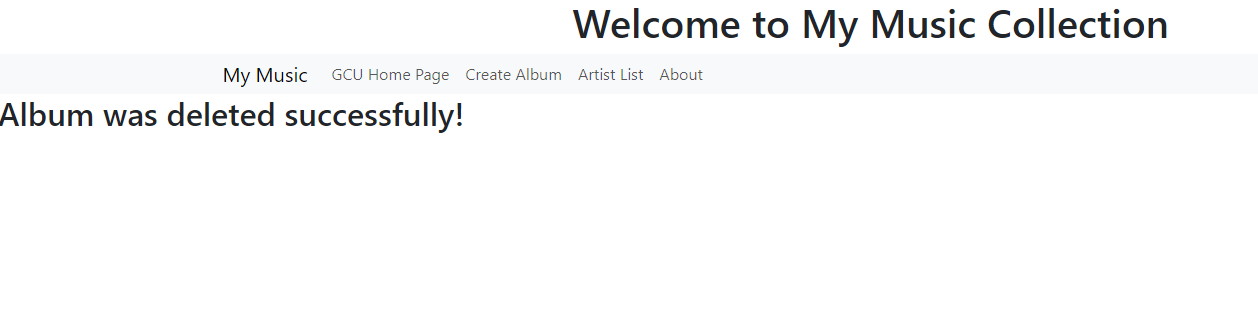 Welcome to My Music Collection
My Music GCU Home Page Create Album Artist List About
Album was deleted successfully!